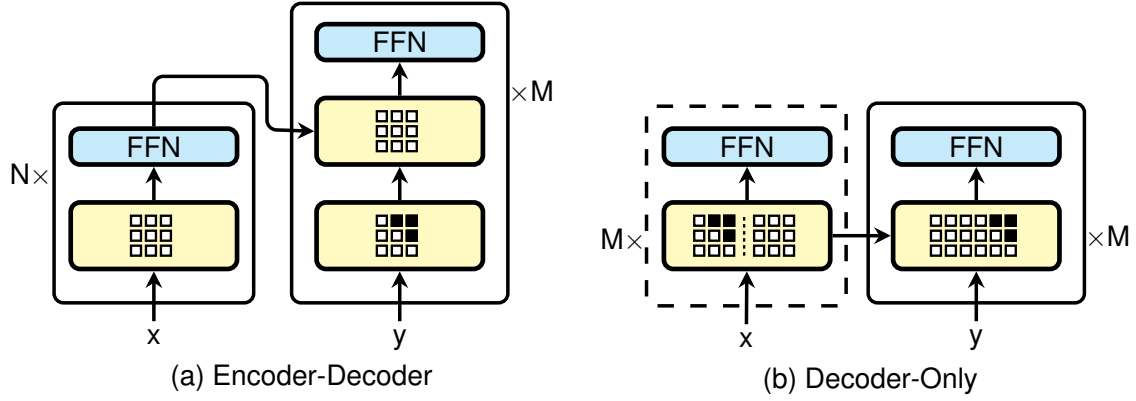 FFN
×M
FFN
N×
x
y
(a) Encoder-Decoder
FFN
FFN
M×
×M
x
y
(b) Decoder-Only